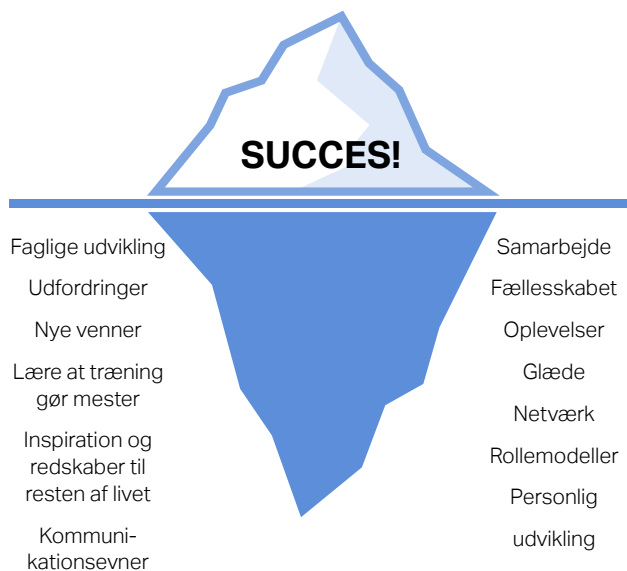 SUCCES!
Faglige udvikling
Udfordringer
Nye venner
Lære at træning
gør mester
Inspiration og
redskaber til
resten af livet
Kommuni-
kationsevner
Samarbejde
Fællesskabet
Oplevelser
Glæde
Netværk
Rollemodeller
Personlig
udvikling